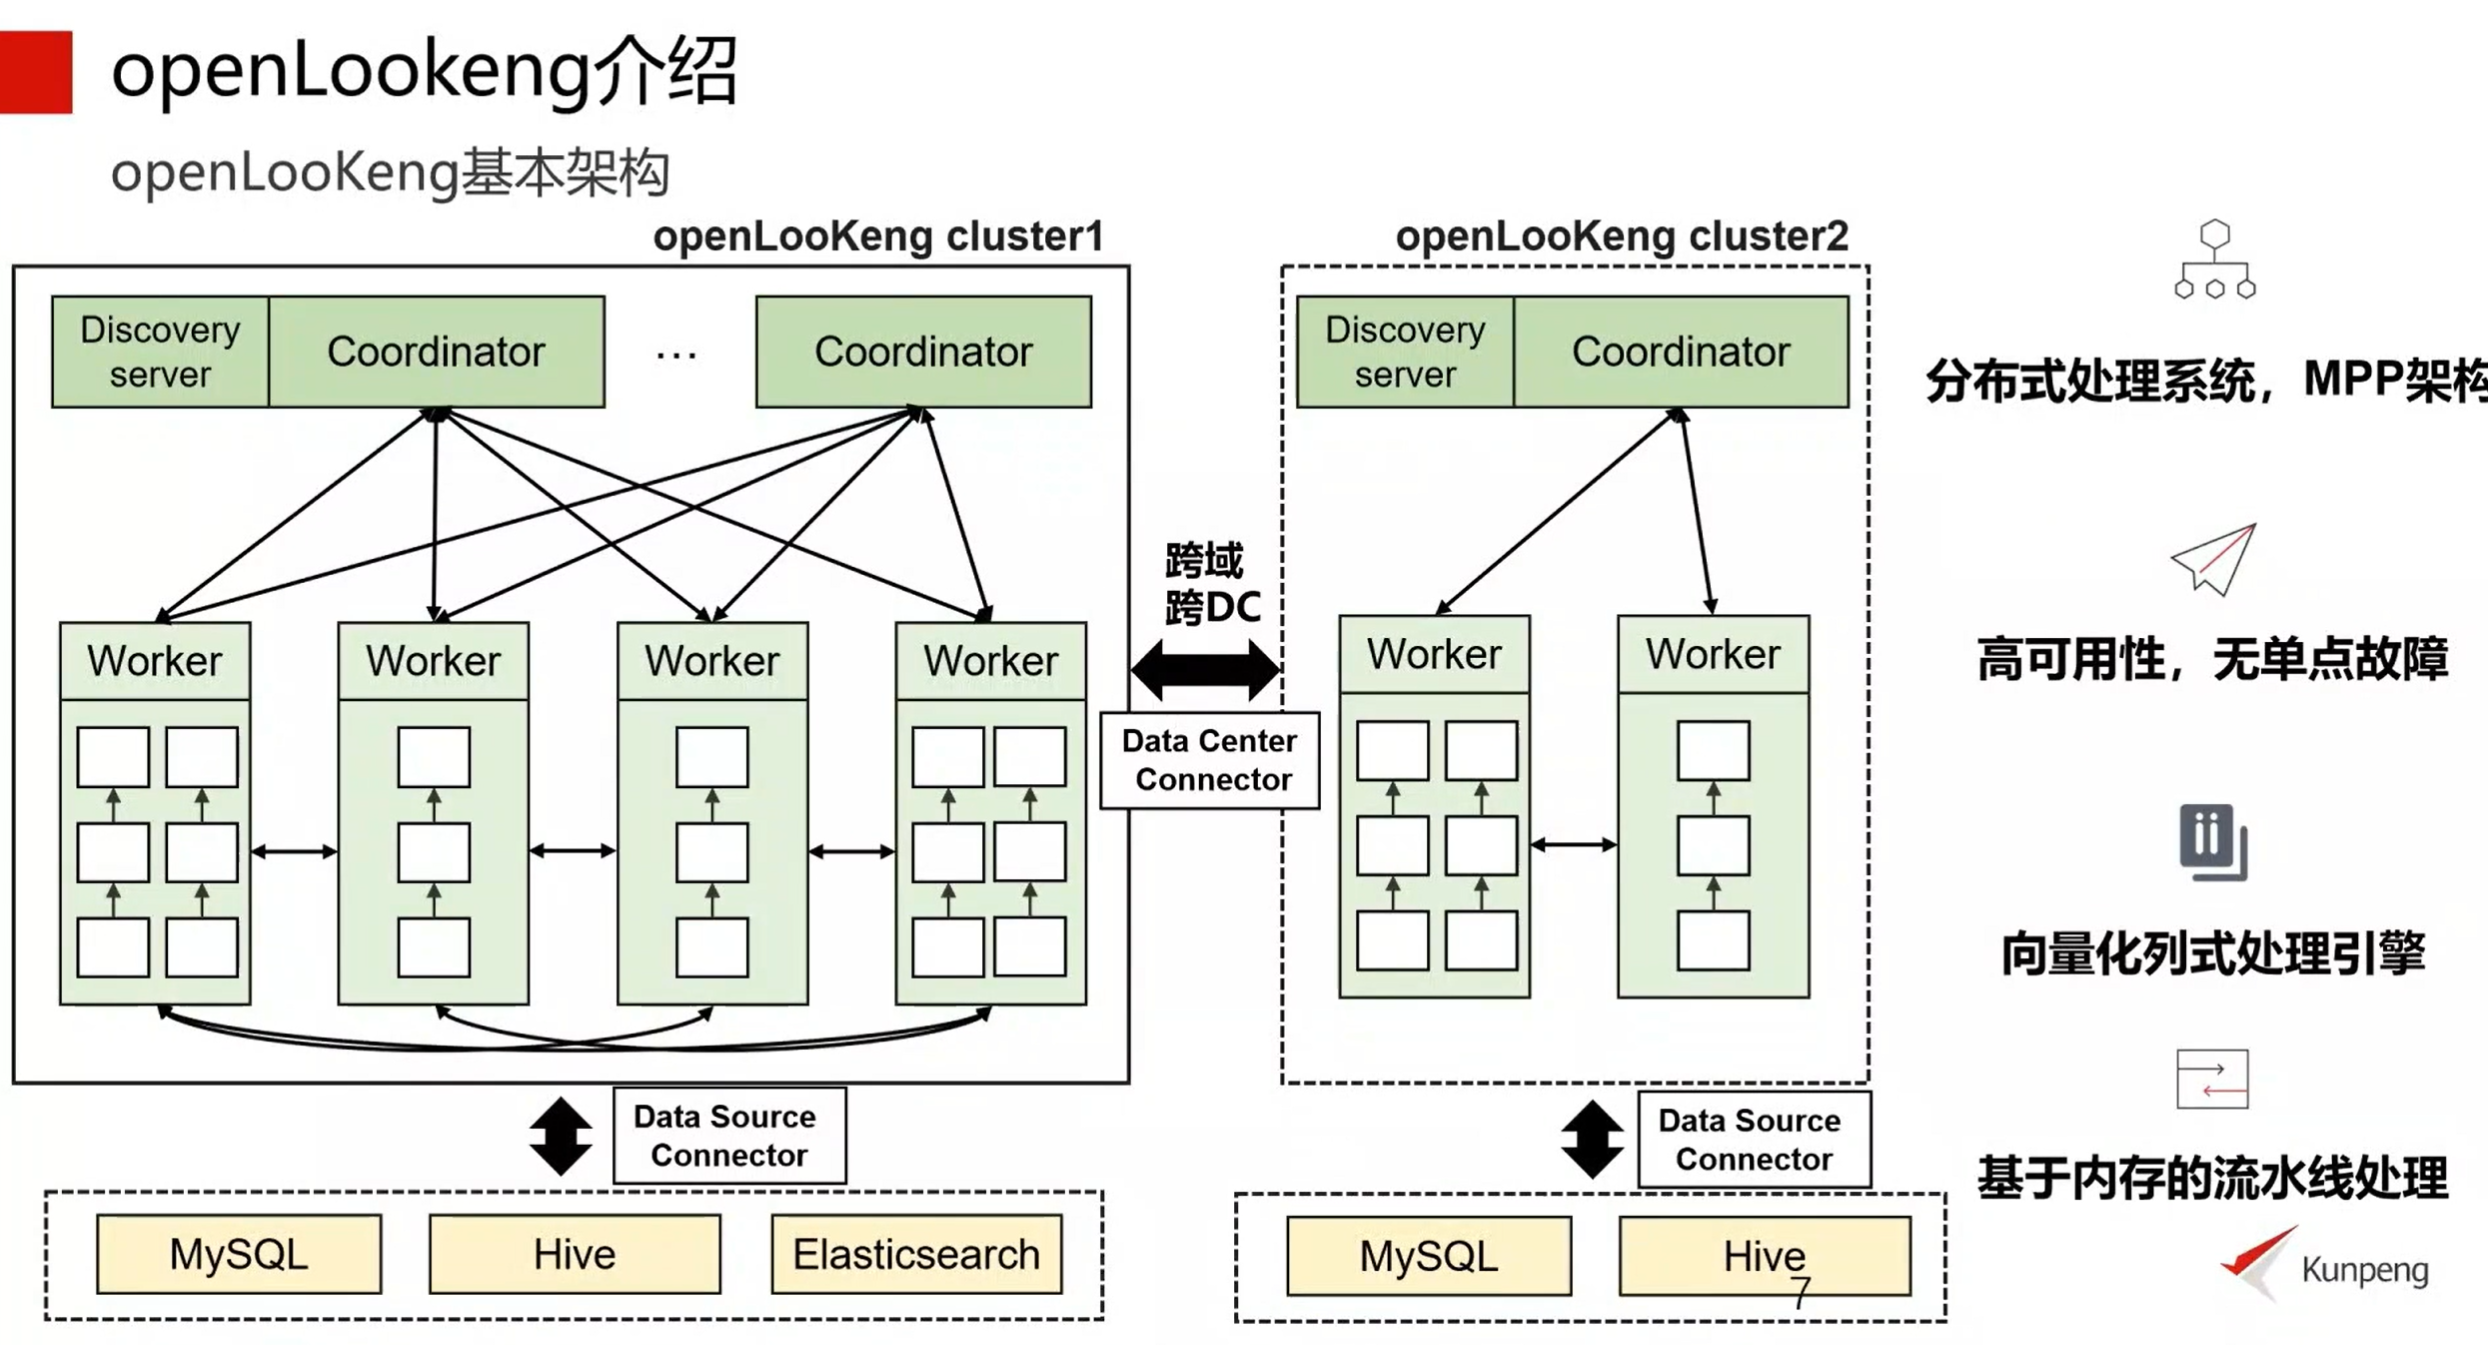 openLookeng介绍
openLooKeng基本架构
openLooKeng cluster1
Discovery
server
Coordinator
...
Coordinator
Worker
Worker
Worker
Worker
跨域
跨DC
Data Center
Connector
openLooKeng cluster2
Discovery
server
Coordinator
Worker
Worker
Data Source
Connector
MySQL
Hive
Elasticsearch
Data Source
Connector
MySQL
Hive
7
分布式处理系统，MPP架构
高可用性，无单点故障
向量化列式处理引擎
基于内存的流水线处理
Kunpeng